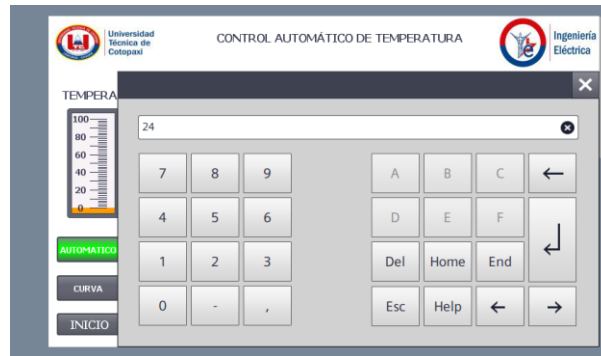 Universidad
Técnica de
Cotopaxi
CONTROL AUTOMÁTICO DE TEMPERATURA
Ingeniería
Eléctrica
TEMPERA
100
80
60
40
20
0
AUTOMATICO
CURVA
INICIO
24
7 8 9 A B C
4 5 6 D E F
1 2 3 Del Home End
0 - , Esc Help